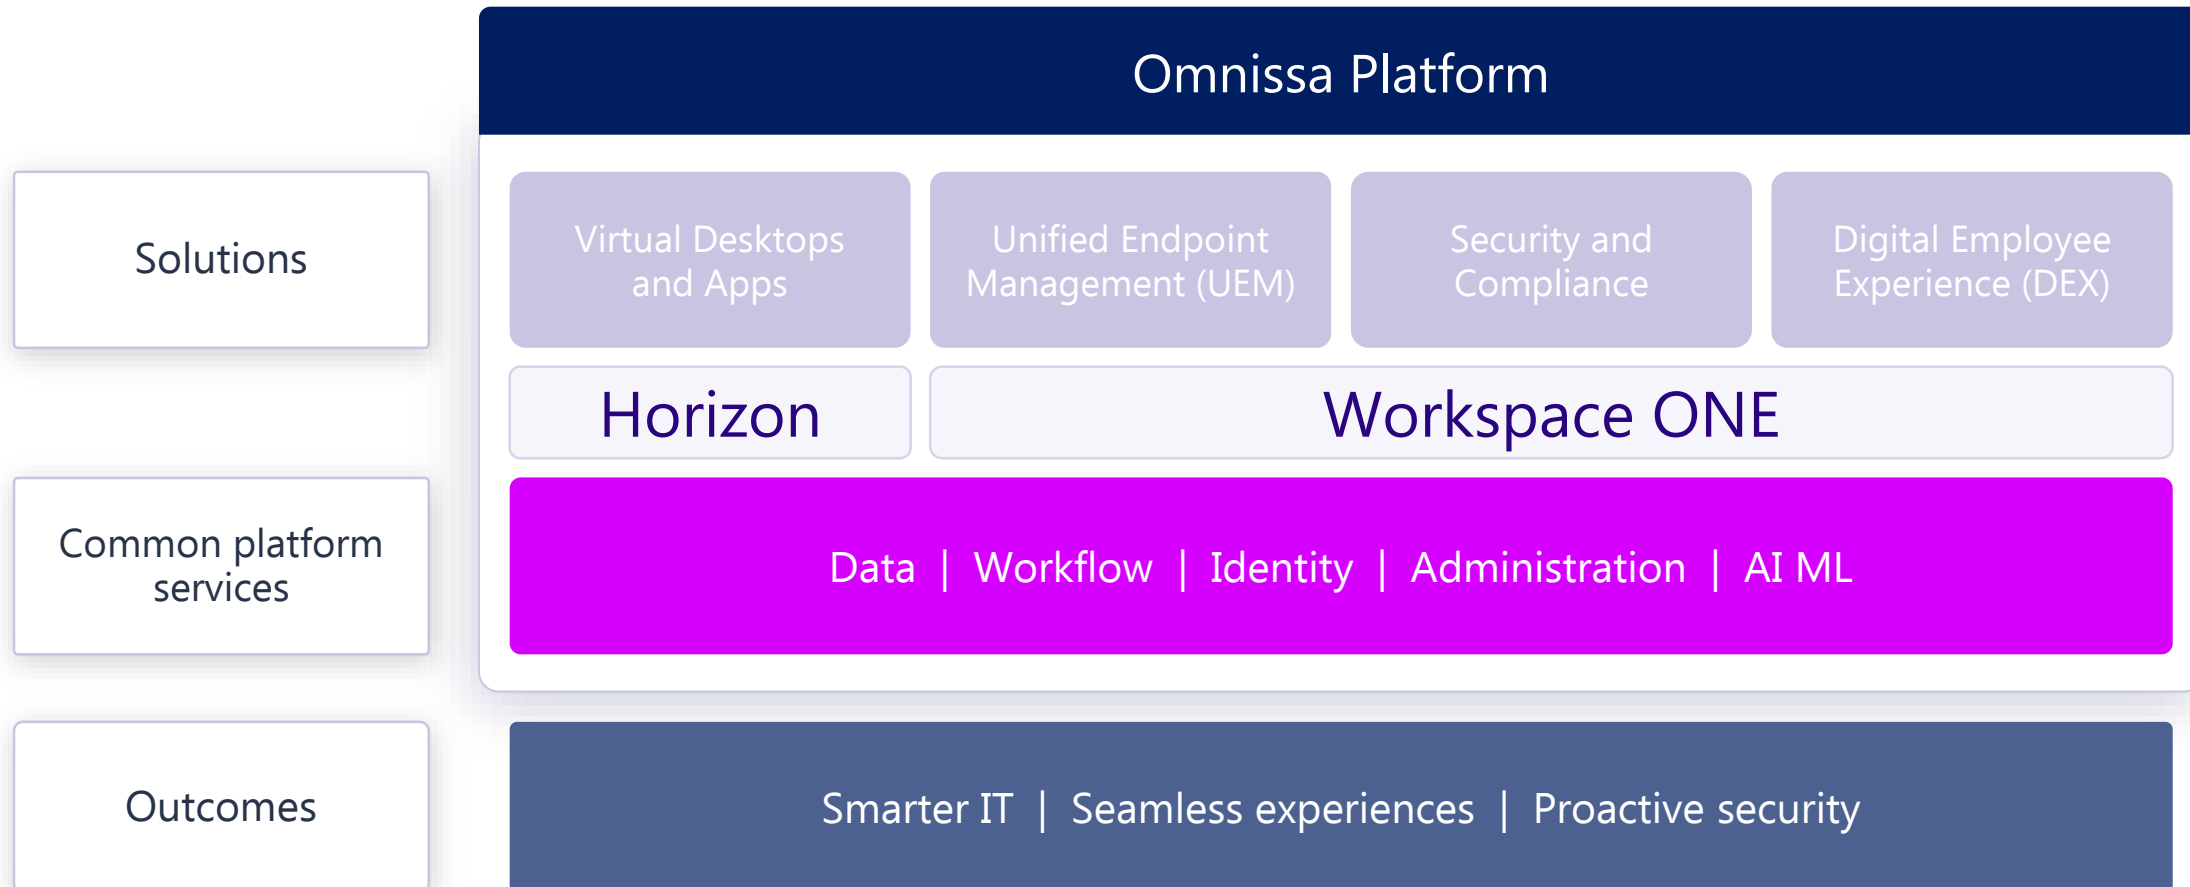 Omnissa Platform
Solutions
Virtual Desktops
and Apps
Unified Endpoint
Management (UEM)
Security and
Compliance
Digital Employee
Experience (DEX)
Horizon
Workspace ONE
Common platform
services
Data | Workflow | Identity | Administration | AI ML
Outcomes
Smarter IT | Seamless experiences | Proactive security